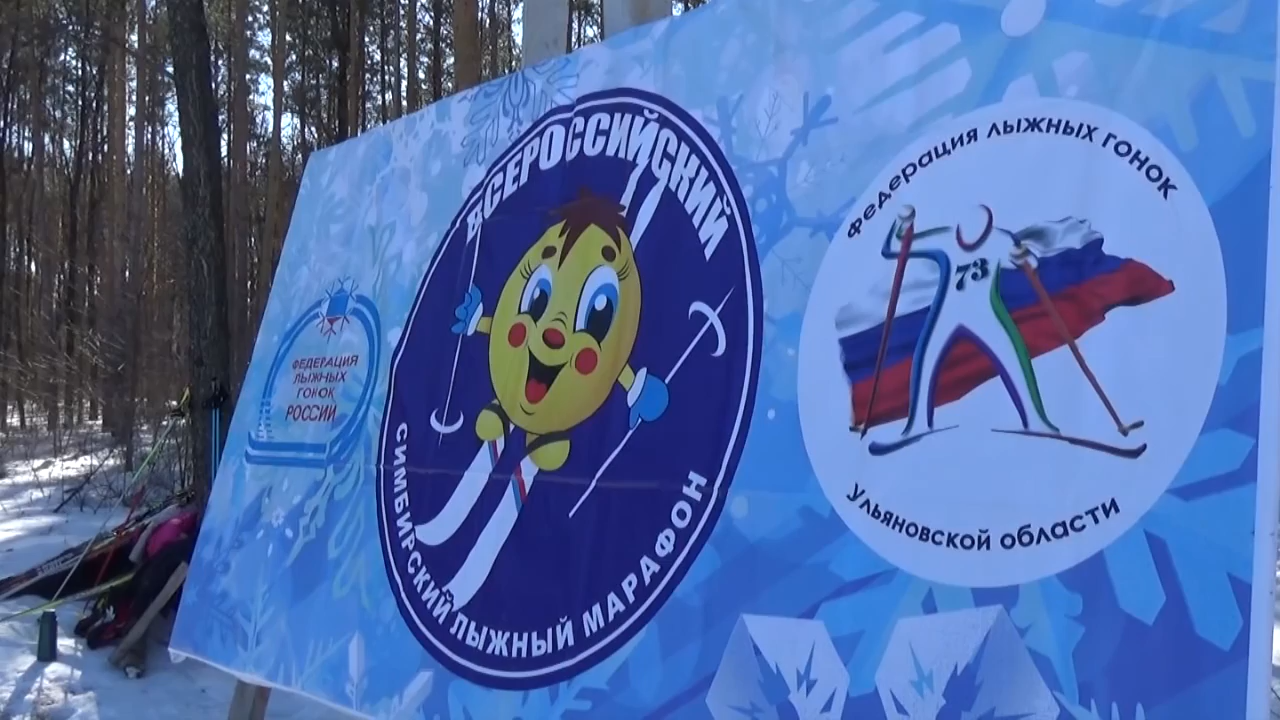 ФЕДЕРАЦИЯ
ЛЫЖНЫХ
ГОНОК
РОССИИ
ВСЕРОССИЙСКИЙ
СИМБИРСКИЙ ЛЫЖНЫЙ МАРАФОН
Федерация лыжных гонок
73
Ульяновской области